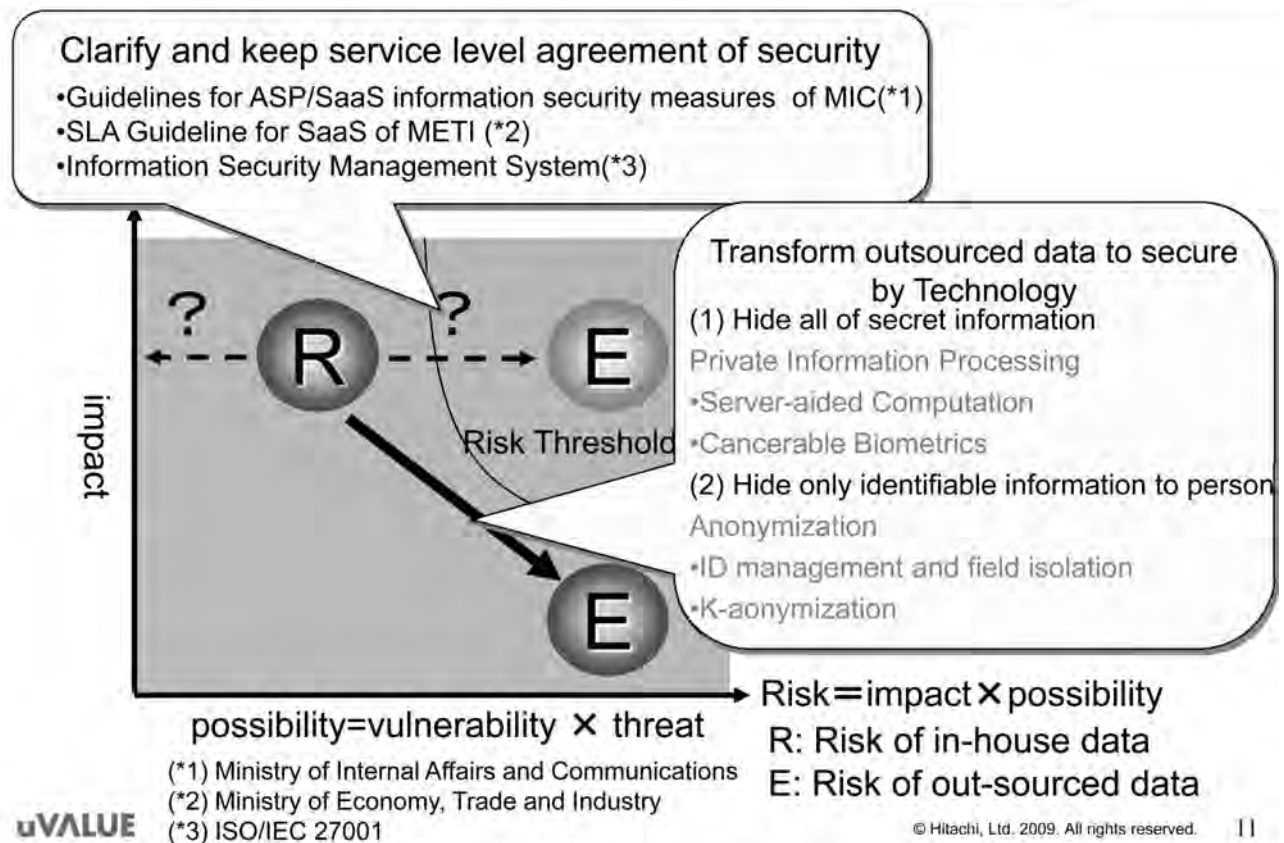 Clarify and keep service level agreement of security
•Guidelines for ASP/SaaS information security measures of MIC(*1)
•SLA Guideline for SaaS of METI (*2)
•Information Security Management System(*3)
Transform outsourced data to secure
by Technology
(1) Hide all of secret information
Private Information Processing
•Server-aided Computation
•Cancerable Biometrics
(2) Hide only identifiable information to person
Anonymization
•ID management and field isolation
•K-aonymization
?
?
R
E
Risk Threshold
E
impact
possibility=vulnerability × threat
Risk=impact×possibility
R: Risk of in-house data
E: Risk of out-sourced data
(*1) Ministry of Internal Affairs and Communications
(*2) Ministry of Economy, Trade and Industry
(*3) ISO/IEC 27001
uVALUE
© Hitachi, Ltd. 2009. All rights reserved.
11